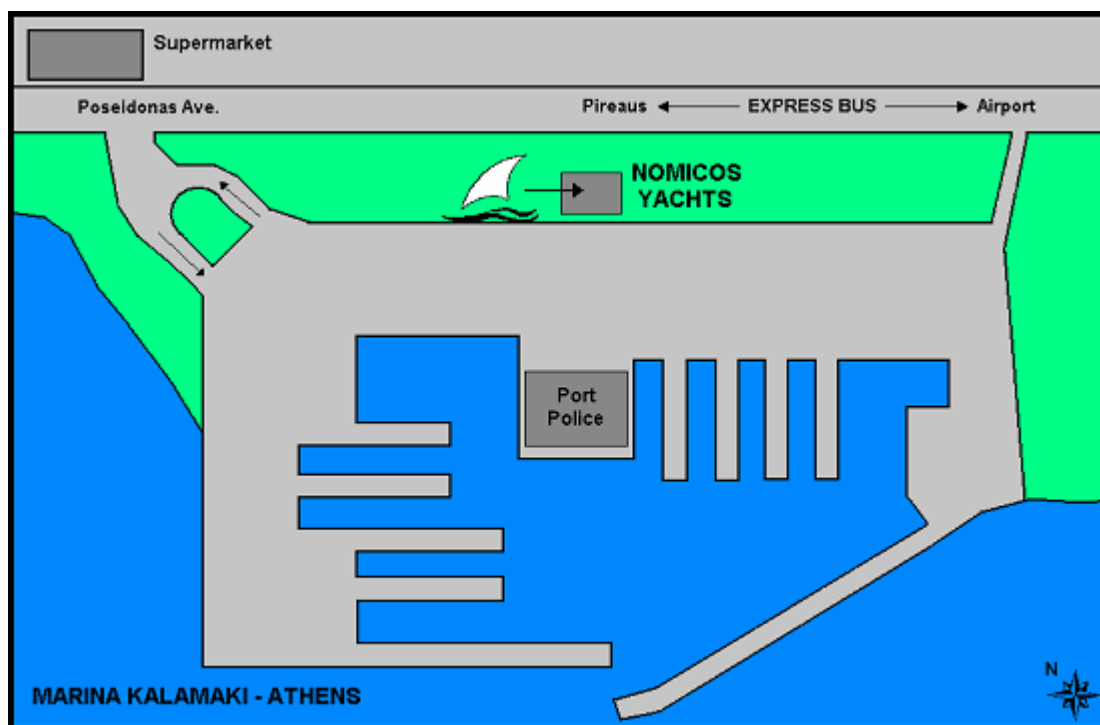 Supermarket
Poseidonas Ave.
Pireaus EXPRESS BUS Airport
NOMICOS
YACHTS
Port
Police
MARINA KALAMAKI - ATHENS
N